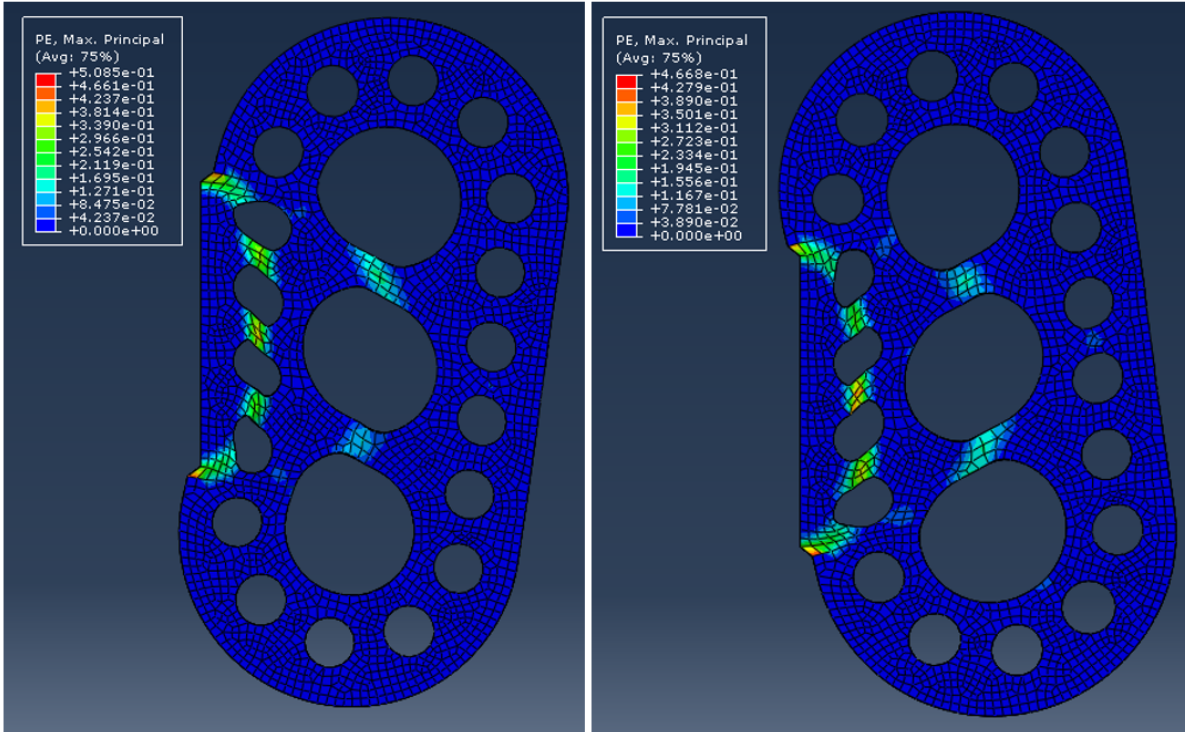 PE, Max. Principal
(Avg: 75%)
+5.085e-01
+4.661e-01
+4.237e-01
+3.814e-01
+3.390e-01
+2.966e-01
+2.542e-01
+2.119e-01
+1.695e-01
+1.271e-01
+8.475e-02
+4.237e-02
+0.000e+00
PE, Max. Principal
(Avg: 75%)
+4.668e-01
+4.279e-01
+3.890e-01
+3.501e-01
+3.112e-01
+2.723e-01
+2.334e-01
+1.945e-01
+1.556e-01
+1.167e-01
+7.781e-02
+3.890e-02
+0.000e+00